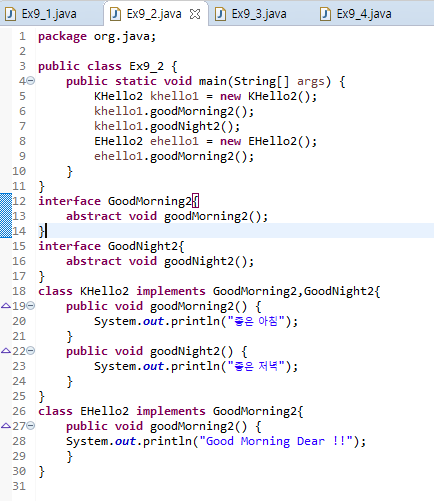 Ex9_1.java Ex9_2.java Ex9_3.java Ex9_4.java
1 package org.java;
2
3 public class Ex9_2 {
4 public static void main(String[] args) {
5 KHello2 khello1 = new KHello2();
6 khello1.goodMorning2();
7 khello1.goodNight2();
8 EHello2 ehello1 = new EHello2();
9 ehello1.goodMorning2();
10 }
11 }
12 interface GoodMorning2{
13 abstract void goodMorning2();
14 }
15 interface GoodNight2{
16 abstract void goodNight2();
17 }
18 class KHello2 implements GoodMorning2,GoodNight2{
19 public void goodMorning2() {
20 System.out.println("좋은 아침");
21 }
22 public void goodNight2() {
23 System.out.println("좋은 저녁");
24 }
25 }
26 class EHello2 implements GoodMorning2{
27 public void goodMorning2() {
28 System.out.println("Good Morning Dear !!");
29 }
30 }
31